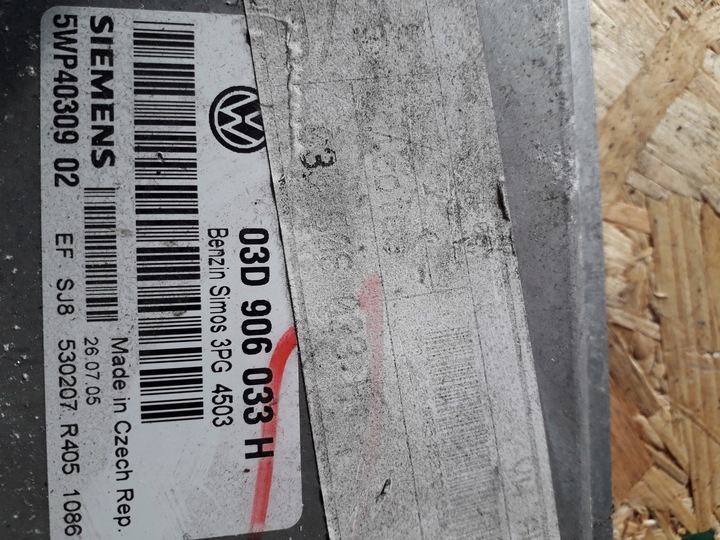 03D 906 033 H
Benzin Simos 3PG 4503
SIEMENS
Made in Czech Rep.
26.07.05
5WP40309 02 EF SJ8 530207 R405 1086